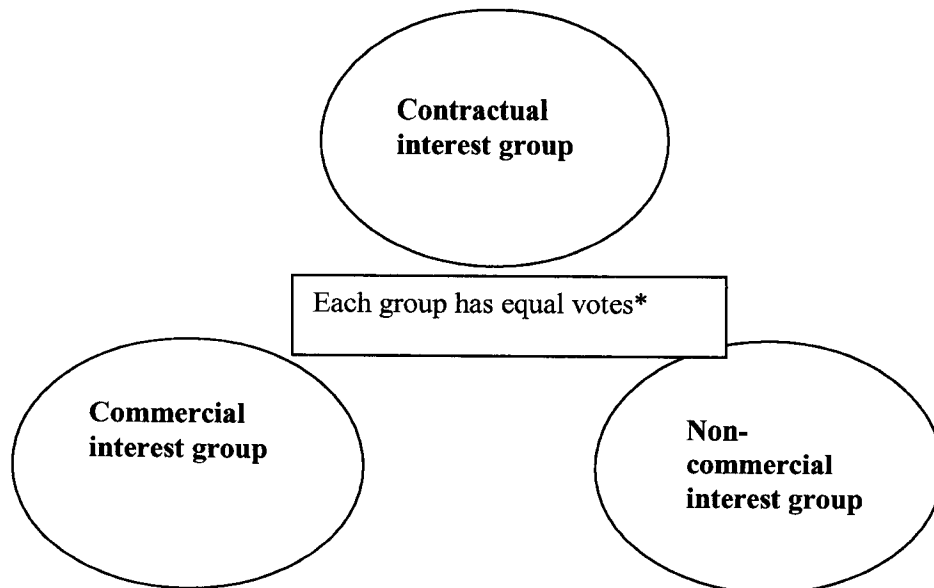 Contractual
interest group
Each group has equal votes*
Commercial
interest group
Non-
commercial
interest group